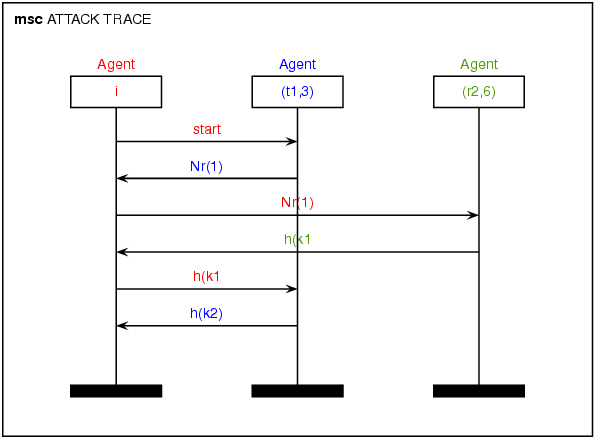 msc ATTACK TRACE
Agent Agent Agent
i (t1,3) (r2,6)
start
Nr(1)
Nr(1)
h(k1
h(k1
h(k2)